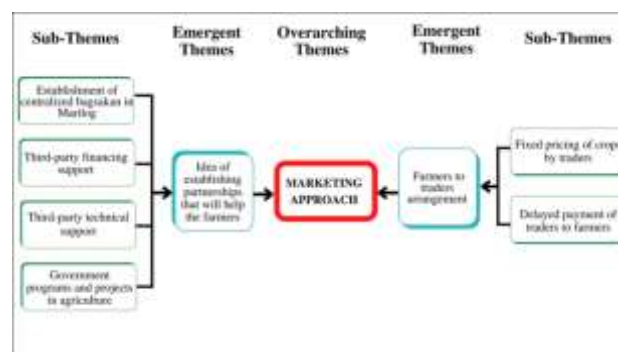 Sub-Themes
Emergent
Themes
Overarching
Themes
Emergent
Themes
Sub-Themes
Establishment of
centralized bagsakan in
Marilog
Third-party financing
support
Third-party technical
support
Government
programs and projects
in agriculture
Idea of
establishing
partnerships
that will help
the farmers
MARKETING
APPROACH
Farmers to
traders
arrangement
Fixed pricing of crops
by traders
Delayed payment of
traders to farmers